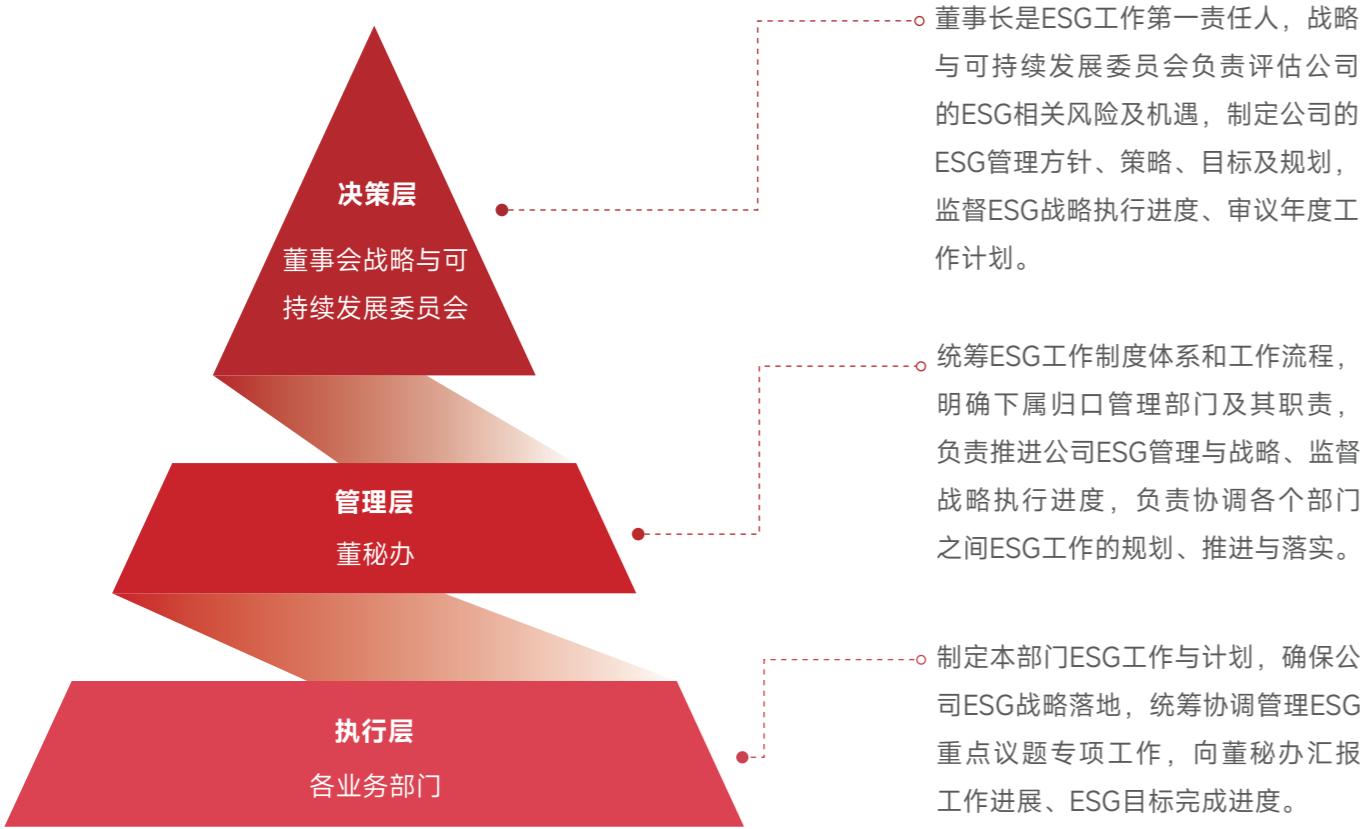 决策层
董事会战略与可
持续发展委员会
董事长是ESG工作第一责任人，战略
与可持续发展委员会负责评估公司
的ESG相关风险及机遇，制定公司的
ESG管理方针、策略、目标及规划，
监督ESG战略执行进度、审议年度工
作计划。
管理层
董秘办
统筹ESG工作制度体系和工作流程，
明确下属归口管理部门及其职责，
负责推进公司ESG管理与战略、监督
战略执行进度，负责协调各个部门
之间ESG工作的规划、推进与落实。
执行层
各业务部门
制定本部门ESG工作与计划，确保公
司ESG战略落地，统筹协调管理ESG
重点议题专项工作，向董秘办汇报
工作进展、ESG目标完成进度。